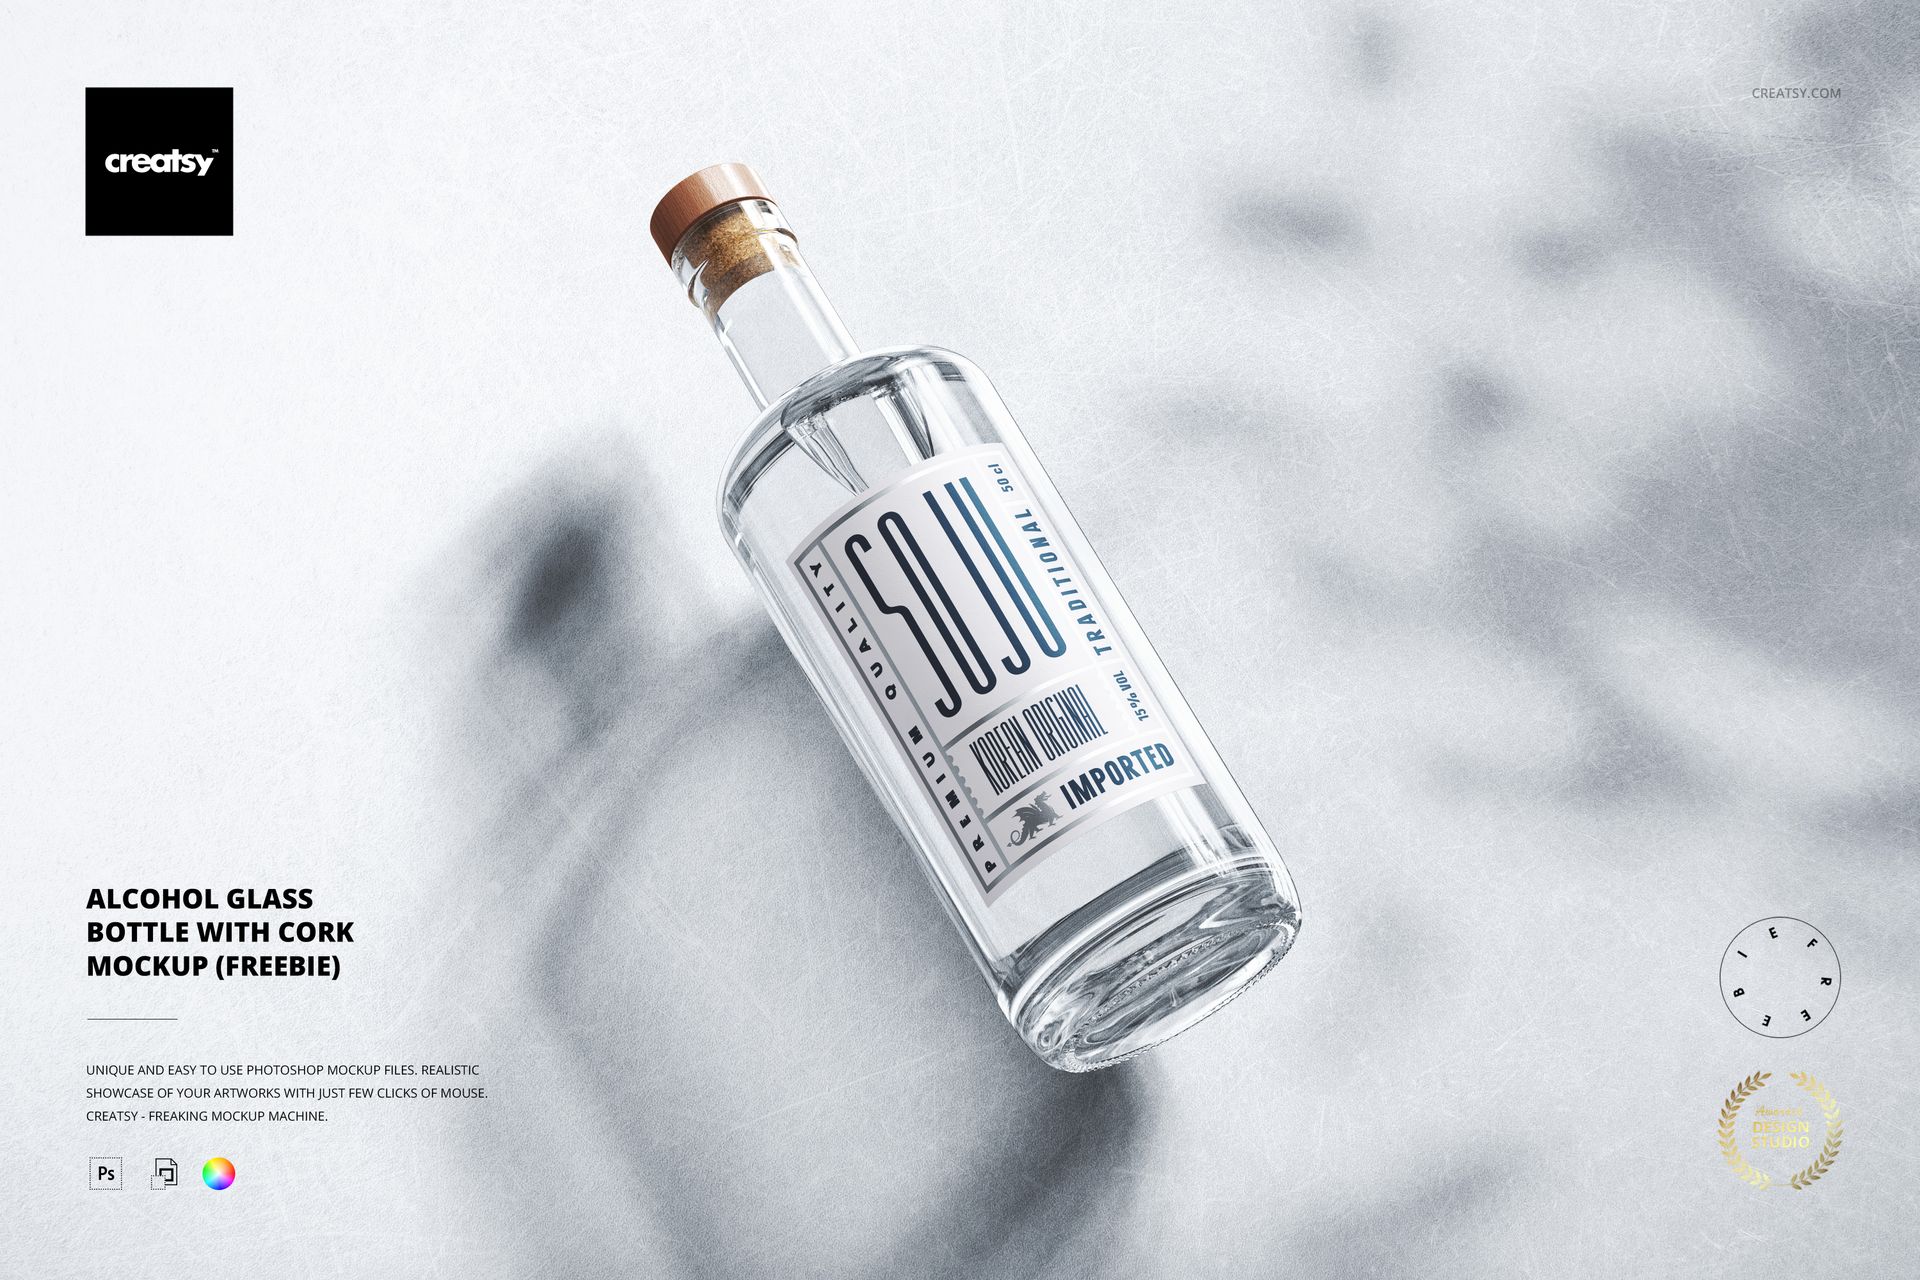 creatsy™
CREATSY.COM
SOJU
PREMIUM QUALITY
TRADITIONAL
50 cl
15% VOL
KOREAN ORIGINAL
IMPORTED
ALCOHOL GLASS
BOTTLE WITH CORK
MOCKUP (FREEBIE)
UNIQUE AND EASY TO USE PHOTOSHOP MOCKUP FILES. REALISTIC
SHOWCASE OF YOUR ARTWORKS WITH JUST FEW CLICKS OF MOUSE.
CREATSY - FREAKING MOCKUP MACHINE.
Ps
FREEBIE
DESIGN
STUDIO